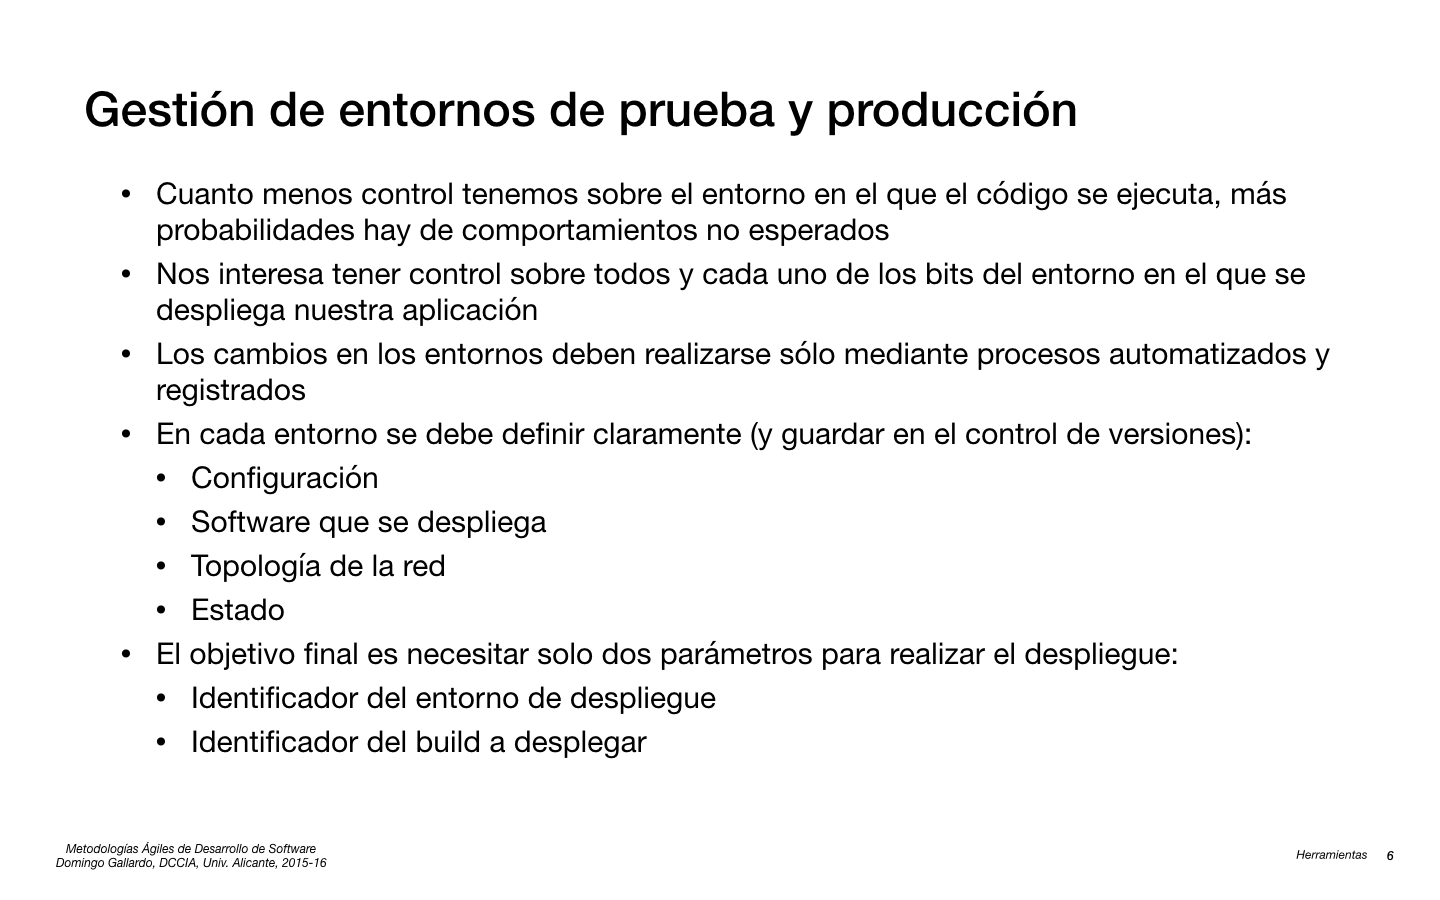 Gestión de entornos de prueba y producción
• Cuanto menos control tenemos sobre el entorno en el que el código se ejecuta, más
probabilidades hay de comportamientos no esperados
• Nos interesa tener control sobre todos y cada uno de los bits del entorno en el que se
despliega nuestra aplicación
• Los cambios en los entornos deben realizarse sólo mediante procesos automatizados y
registrados
• En cada entorno se debe definir claramente (y guardar en el control de versiones):
• Configuración
• Software que se despliega
• Topología de la red
• Estado
• El objetivo final es necesitar solo dos parámetros para realizar el despliegue:
• Identificador del entorno de despliegue
• Identificador del build a desplegar
Metodologías Ágiles de Desarrollo de Software
Domingo Gallardo, DCCIA, Univ. Alicante, 2015-16
Herramientas 6